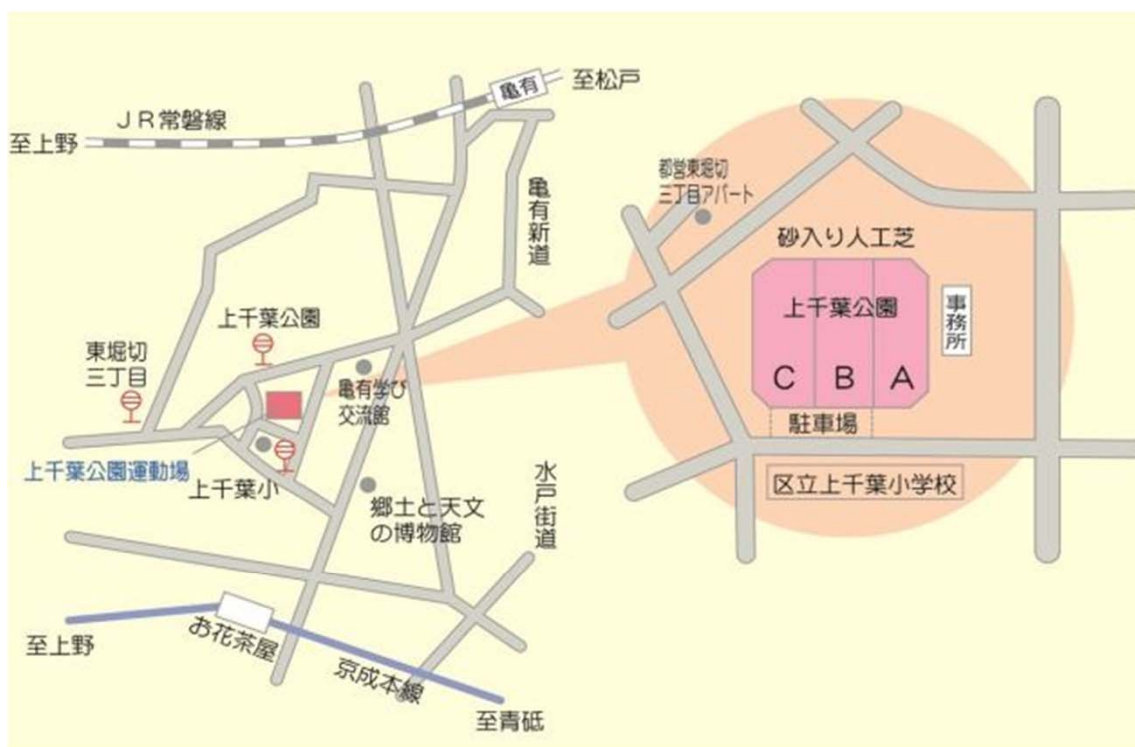 亀有
至松戸
JR常磐線
至上野
亀有新道
上千葉公園
東堀切
三丁目
亀有学び
交流館
上千葉公園運動場
上千葉小
郷土と天文
の博物館
水戸街道
至上野
お花茶屋
京成本線
至青砥
都営東堀切
三丁目アパート
砂入り人工芝
上千葉公園
C B A
事務所
駐車場
区立上千葉小学校